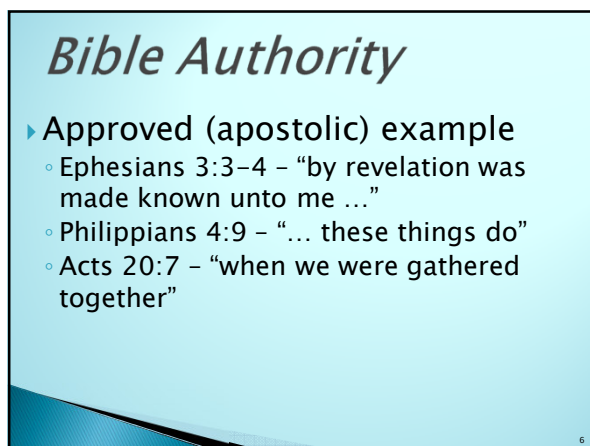 Bible Authority
Approved (apostolic) example
Ephesians 3:3-4 – “by revelation was
made known unto me …”
Philippians 4:9 – “… these things do”
Acts 20:7 – “when we were gathered
together”
6